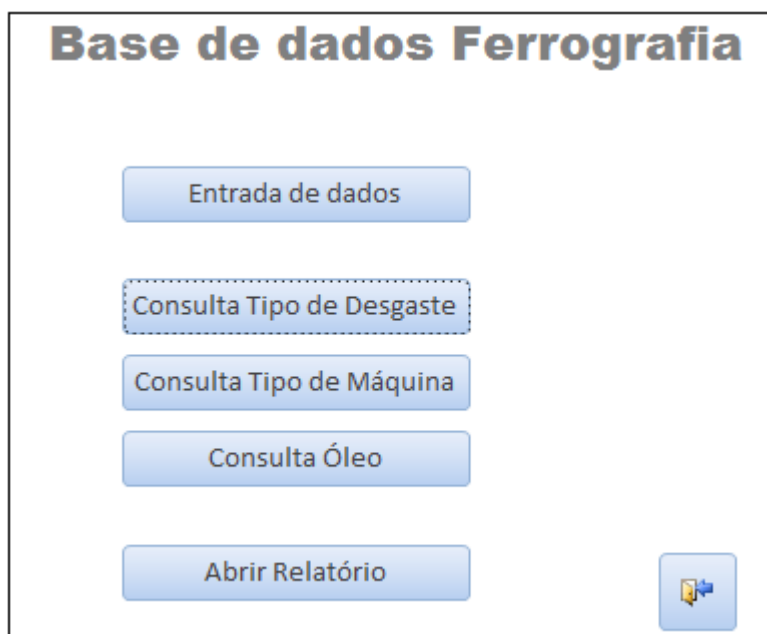 Base de dados Ferrografia
Entrada de dados
Consulta Tipo de Desgaste
Consulta Tipo de Máquina
Consulta Óleo
Abrir Relatório